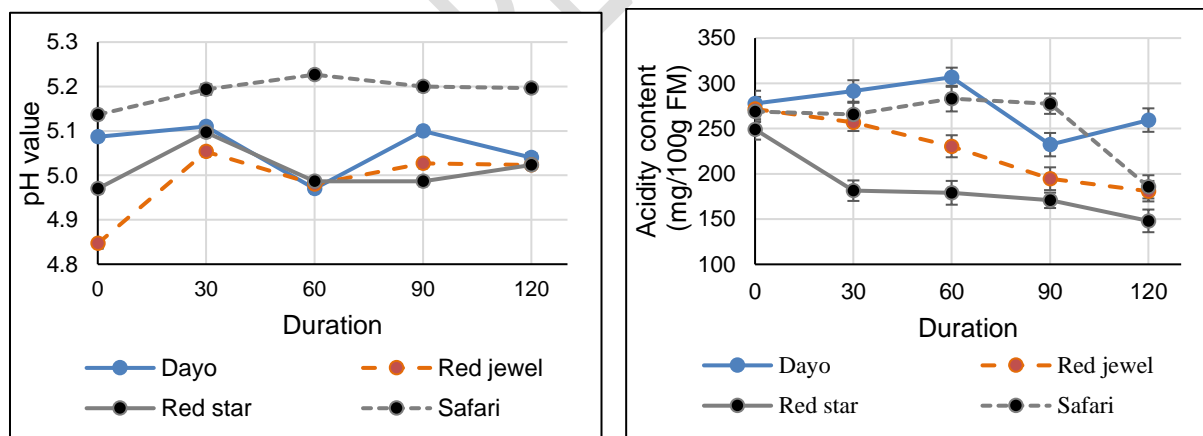 5.3
5.2
5.1
5.0
4.9
4.8
pH value
0 30 60 90 120
Duration
Dayo Red jewel
Red star Safari
350
300
250
200
150
100
Acidity content
(mg/100g FM)
0 30 60 90 120
Duration
Dayo Red jewel
Red star Safari